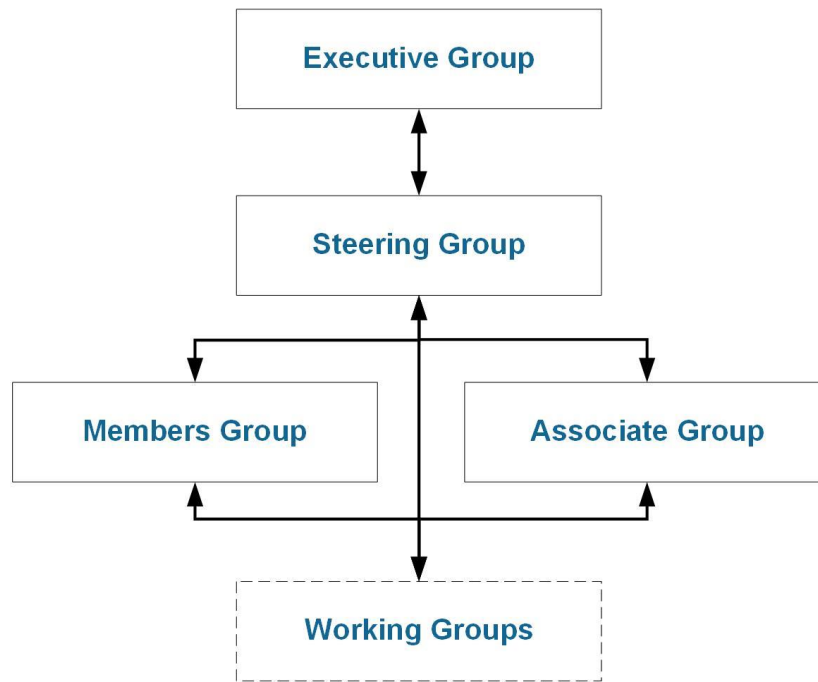 Executive Group
Steering Group
Members Group
Associate Group
Working Groups